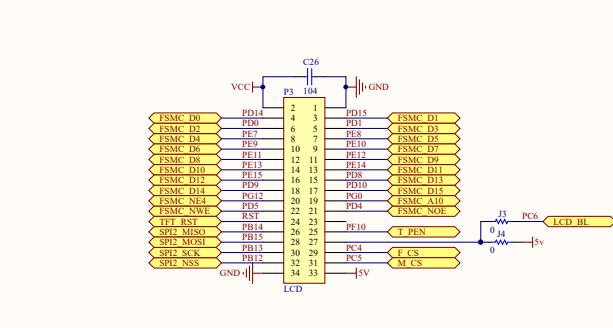 C26
VCC GND
P3 104
2 1
FSMC_D0 PD14 4 3 PD15 FSMC_D1
FSMC_D2 PD0 6 5 PD1 FSMC_D3
FSMC_D4 PE7 8 7 PE8 FSMC_D5
FSMC_D6 PE9 10 9 PE10 FSMC_D7
FSMC_D8 PE11 12 11 PE12 FSMC_D9
FSMC_D10 PE13 14 13 PE14 FSMC_D11
FSMC_D12 PE15 16 15 PD8 FSMC_D13
FSMC_D14 PD9 18 17 PD10 FSMC_D15
FSMC_NE4 PG12 20 19 PG0 FSMC_A10
FSMC_NWE PD5 22 21 PD4 FSMC_NOE
J3 PC6 LCD_BL
TFT_RST RST 24 23
SPI2_MISO PB14 26 25 PF10 T_PEN 0 J4
SPI2_MOSI PB15 28 27 5v
0
SPI2_SCK PB13 30 29 PC4 F_CS
SPI2_NSS PB12 32 31 PC5 M_CS
GND 34 33 5V
LCD